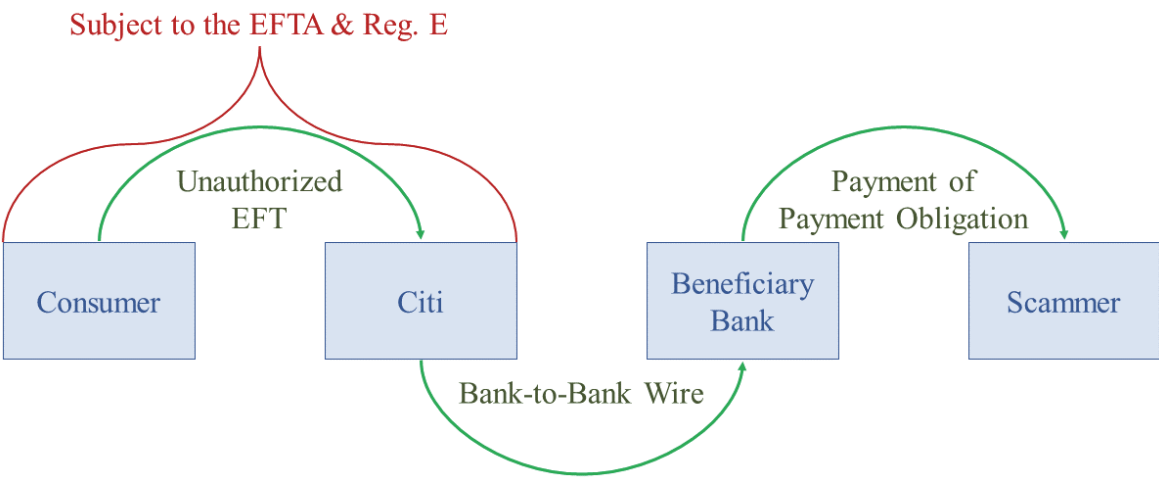 Subject to the EFTA & Reg. E
Unauthorized
EFT
Payment of
Payment Obligation
Consumer
Citi
Beneficiary
Bank
Scammer
Bank-to-Bank Wire